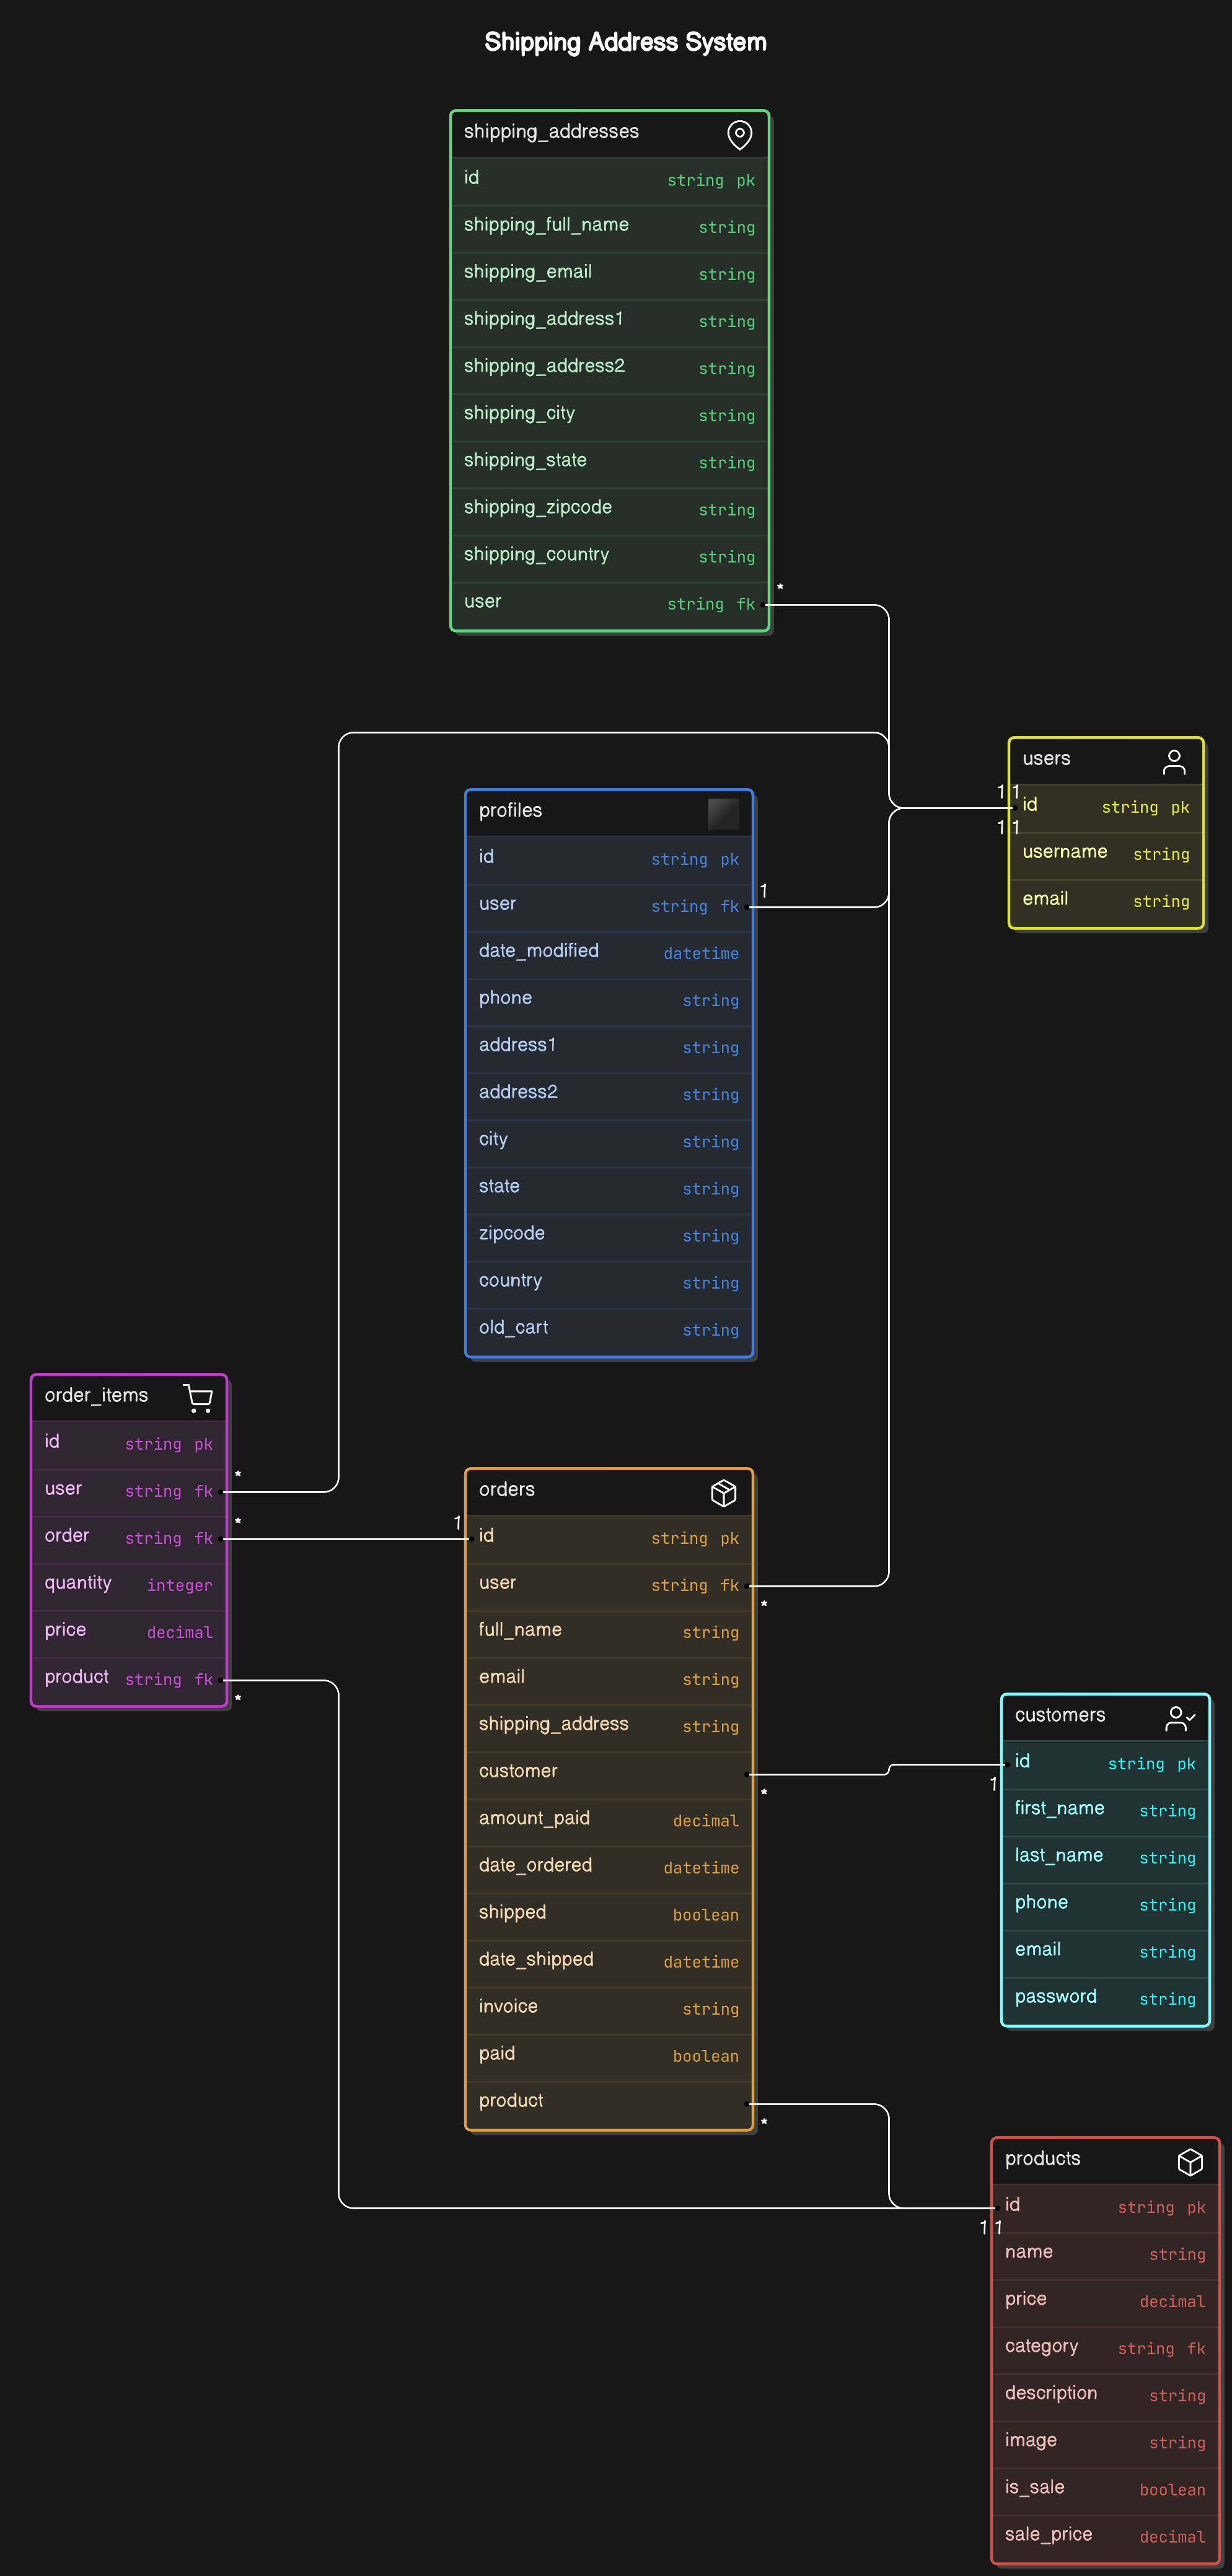 Shipping Address System
shipping_addresses
id string pk
shipping_full_name string
shipping_email string
shipping_address1 string
shipping_address2 string
shipping_city string
shipping_state string
shipping_zipcode string
shipping_country string
*
user string fk
users
1 1
id string pk
1 1
username string
email string
profiles
id string pk
1
user string fk
date_modified datetime
phone string
address1 string
address2 string
city string
state string
zipcode string
country string
old_cart string
order_items
id string pk
*
user string fk
*
order string fk
quantity integer
price decimal
product string fk
*
orders
1
id string pk
user string fk
*
full_name string
email string
shipping_address string
customer
*
amount_paid decimal
date_ordered datetime
shipped boolean
date_shipped datetime
invoice string
paid boolean
product
*
customers
id string pk
1
first_name string
last_name string
phone string
email string
password string
products
id string pk
1 1
name string
price decimal
category string fk
description string
image string
is_sale boolean
sale_price decimal